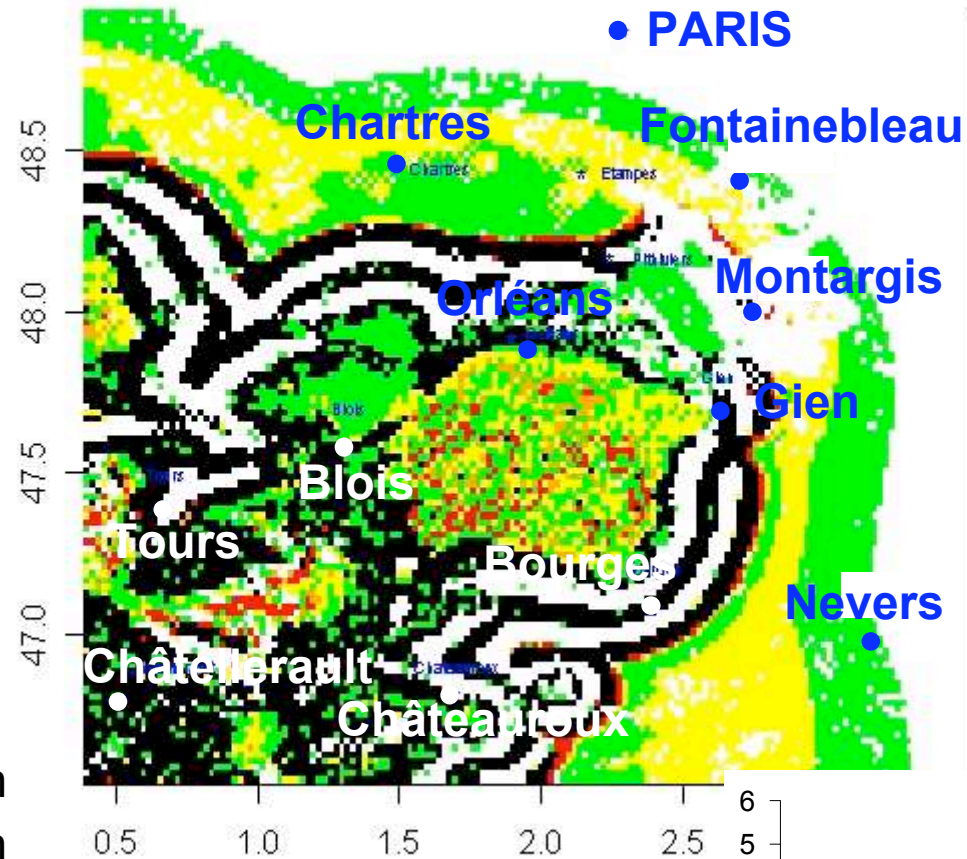 PARIS
Chartres
Fontainebleau
Chartres
* Etampes
Montargis
Orléans
Gien
Blois
Blois
Tours
Bourges
Nevers
Châtellerault
Châteauroux
48.5
48.0
47.5
47.0
0.5 1.0 1.5 2.0 2.5
6
5